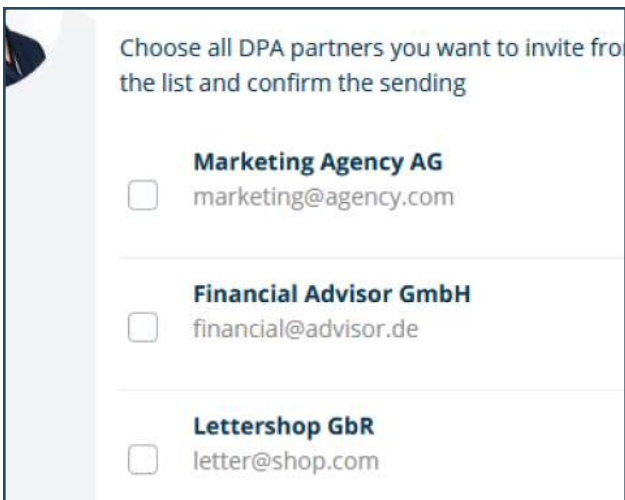 Choose all DPA partners you want to invite
the list and confirm the sending
Marketing Agency AG
marketing@agency.com
Financial Advisor GmbH
financial@advisor.de
Lettershop GbR
letter@shop.com